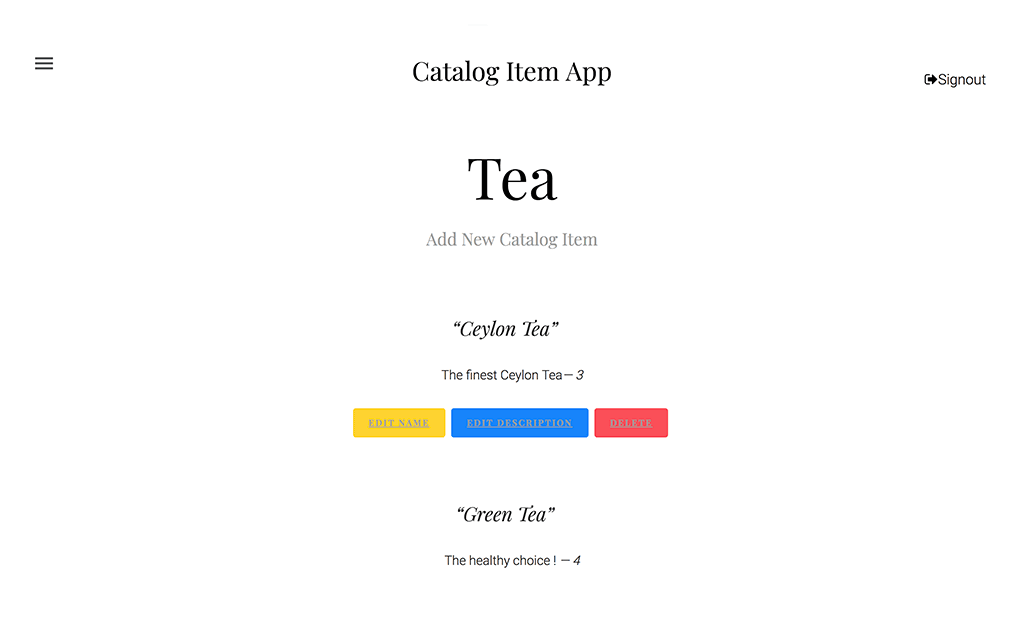 Catalog Item App
Signout
Tea
Add New Catalog Item
“Ceylon Tea”
The finest Ceylon Tea— 3
EDIT NAME EDIT DESCRIPTION DELETE
“Green Tea”
The healthy choice ! — 4